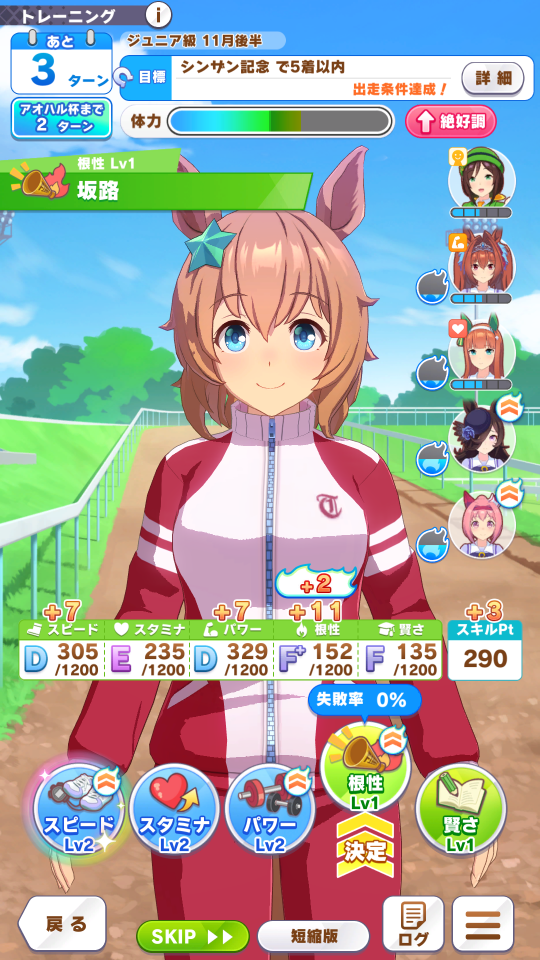 トレーニング
i
あと
3 ターン
アオハル杯まで
2 ターン
ジュニア級 11月後半
目標
シンザン記念 で5着以内
出走条件達成!
詳細
体力
絶好調
根性 Lv1
坂路
T
+2
+7
+7
+11
+3
スピード
スタミナ
パワー
根性
賢さ
スキルPt
D 305 /1200
E 235 /1200
D 329 /1200
F+ 152 /1200
F 135 /1200
290
失敗率 0%
スピード
Lv2
スタミナ
Lv2
パワー
Lv2
根性
Lv1
決定
賢さ
Lv1
戻る
SKIP
短縮版
ログ